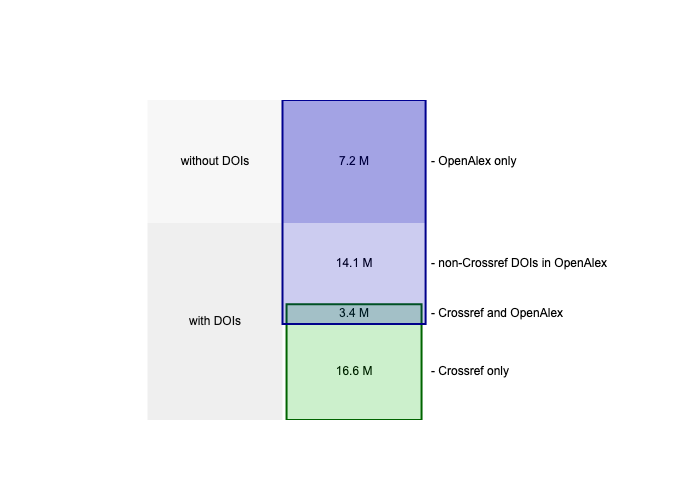 without DOIs 7.2 M - OpenAlex only
14.1 M - non-Crossref DOIs in OpenAlex
3.4 M - Crossref and OpenAlex
with DOIs
16.6 M - Crossref only